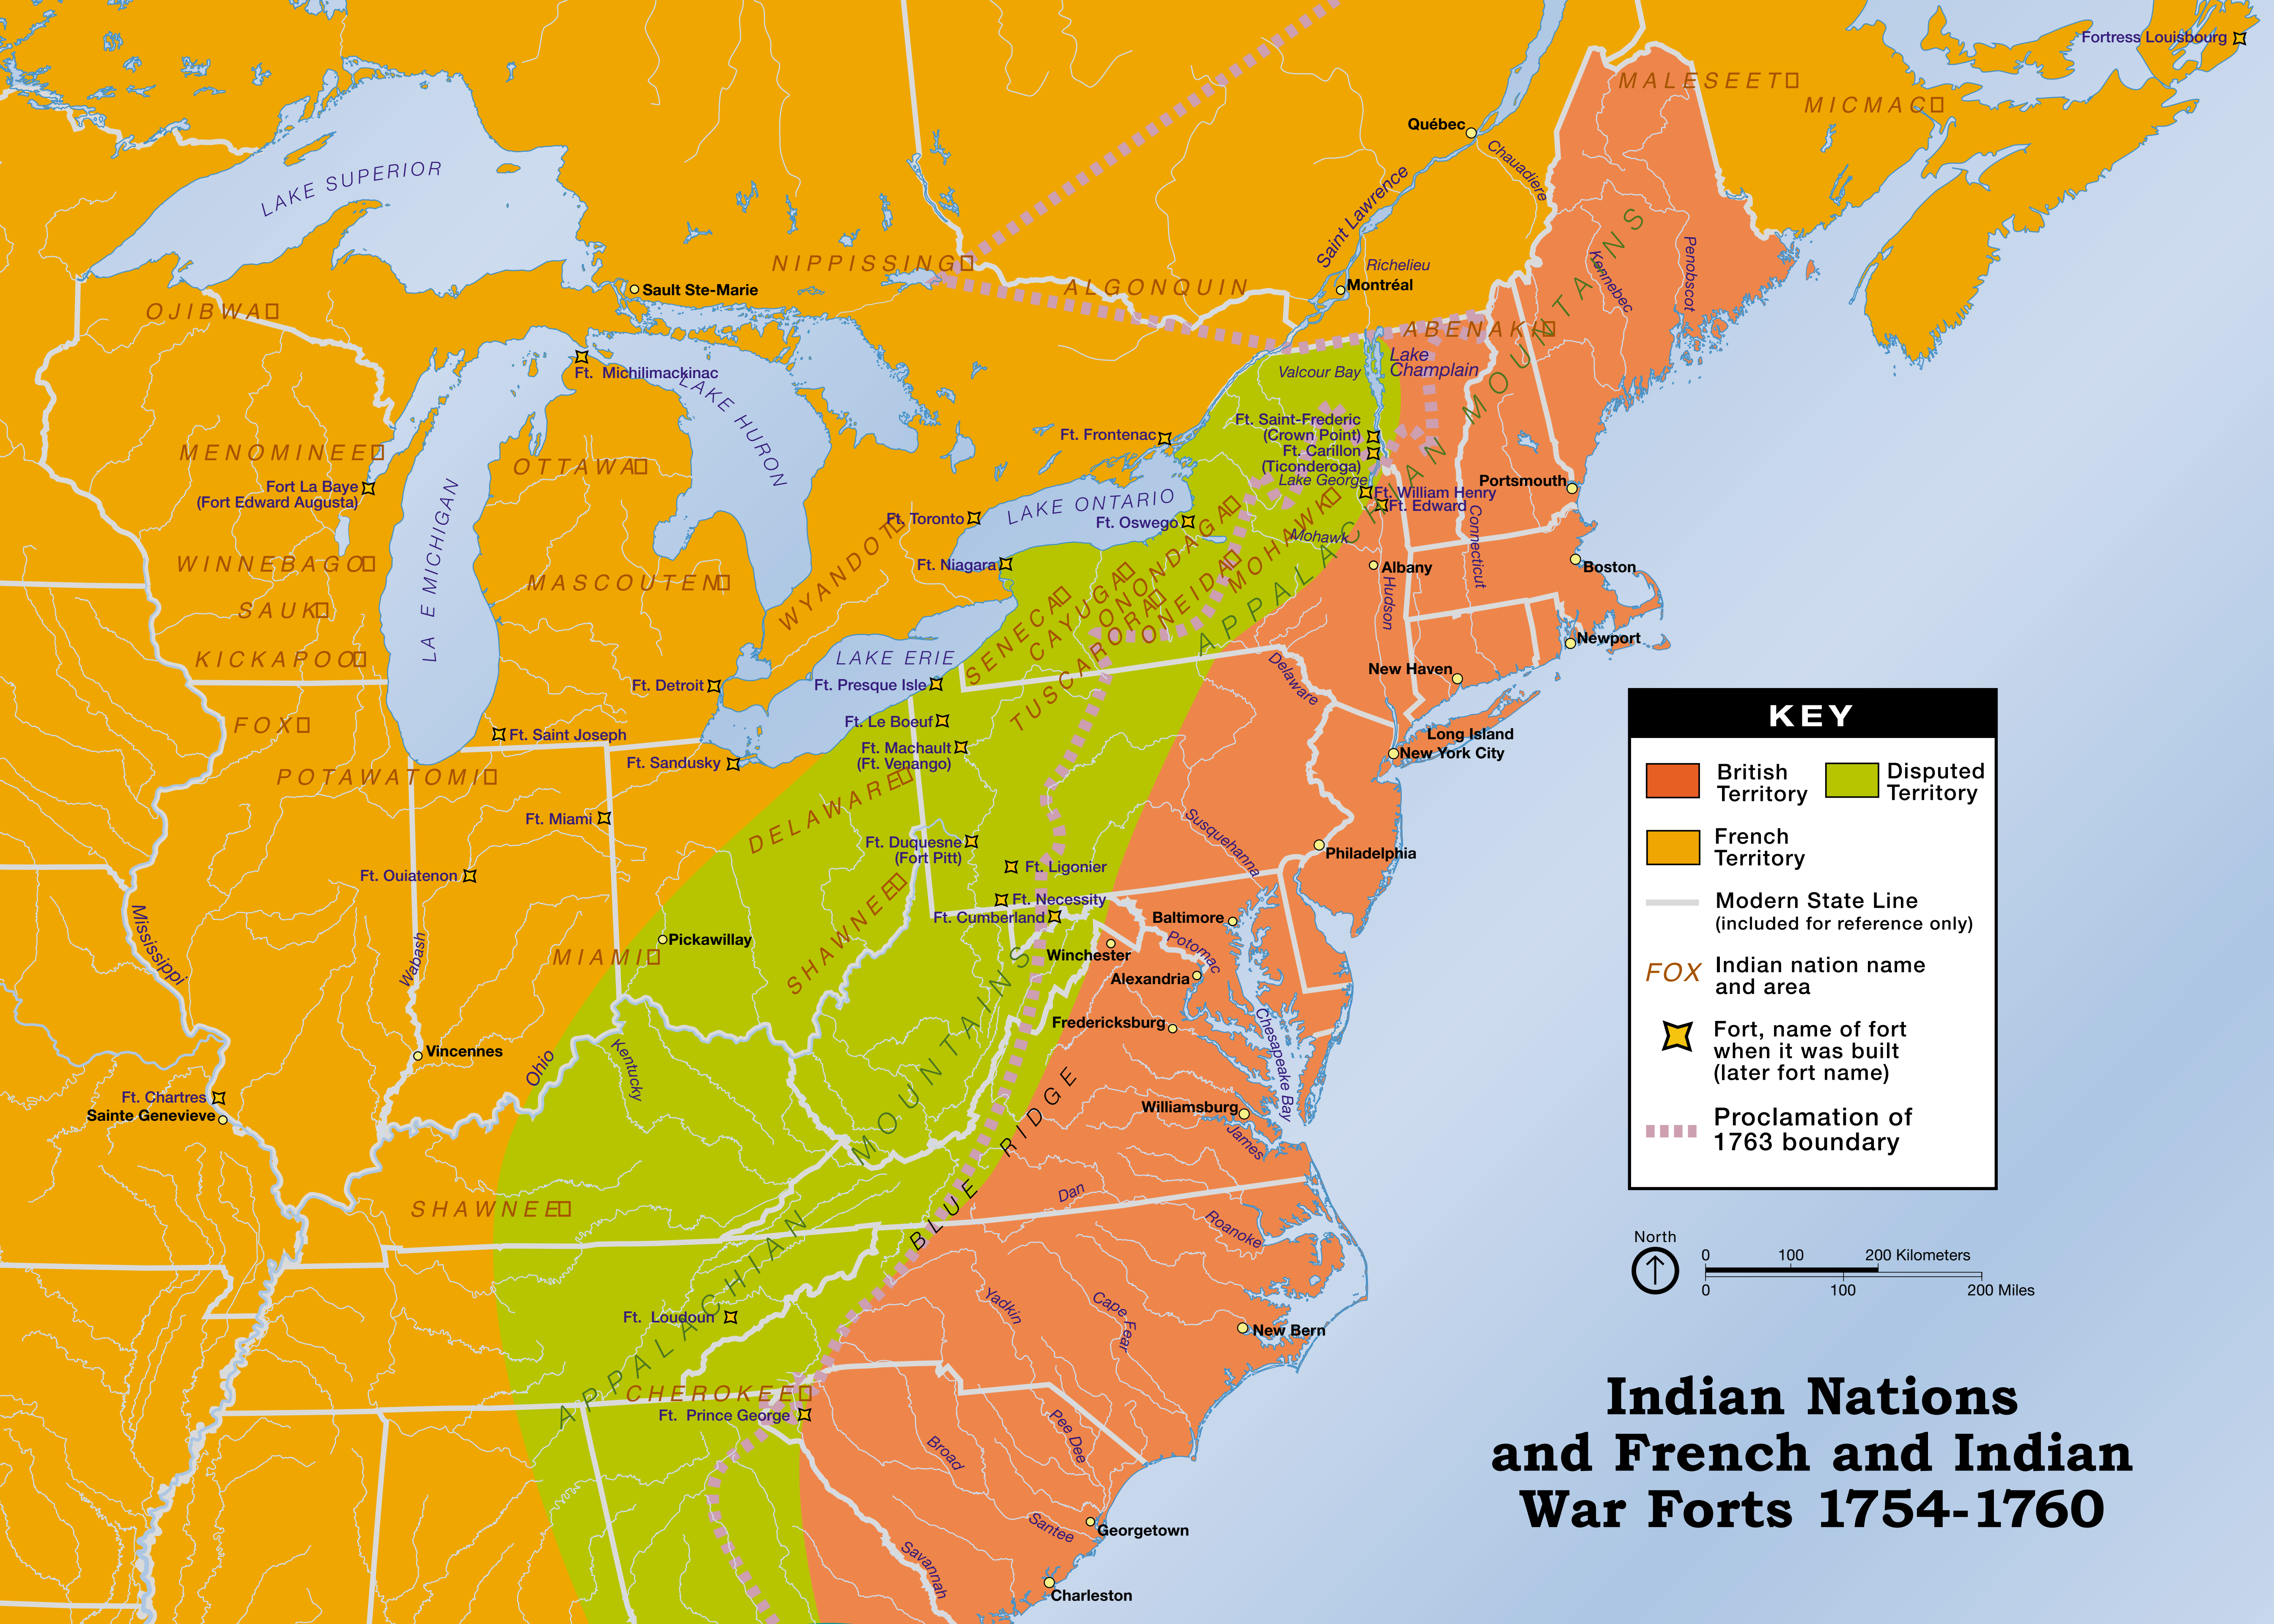 Fortress Louisbourg
MALESEET
MICMAC
Québec
Chaudiere
LAKE SUPERIOR
Saint Lawrence
APPALACHIAN MOUNTAINS
Kennebec
Penobscot
NIPPISSING
ALGONQUIN
Richelieu
Montréal
Sault Ste-Marie
OJIBWA
ABENAKI
Lake
Champlain
Valcour Bay
Ft. Michilimackinac
LAKE HURON
Ft. Saint-Frederic
(Crown Point)
Ft. Carillon
(Ticonderoga)
Lake George
Ft. Frontenac
MENOMINEE
OTTAWA
Fort La Baye
(Fort Edward Augusta)
LA E MICHIGAN
Ft. William Henry
Ft. Edward
Portsmouth
Ft. Toronto
LAKE ONTARIO
Ft. Oswego
Mohawk
Connecticut
WYANDOT
WINNEBAGO
MASCOUTEN
Ft. Niagara
SENECA
CAYUGA
ONONDAGA
TUSCARORA
ONEIDA
MOHAWK
Albany
Hudson
Boston
SAUK
KICKAPOO
LAKE ERIE
Newport
New Haven
Delaware
Ft. Detroit
Ft. Presque Isle
FOX
Ft. Saint Joseph
Ft. Le Boeuf
Ft. Machault
(Ft. Venango)
Long Island
New York City
POTAWATOMI
Ft. Sandusky
DELAWARE
Ft. Miami
Susquehanna
Ft. Duquesne
(Fort Pitt)
Ft. Ligonier
Philadelphia
Ft. Ouiatenon
SHAWNEE
Ft. Necessity
Ft. Cumberland
Baltimore
Mississippi
Wabash
Pickawillay
MIAMI
Winchester
Potomac
Alexandria
Fredericksburg
Chesapeake Bay
Vincennes
Ohio
Kentucky
APPALACHIAN MOUNTAINS
BLUE RIDGE
Ft. Chartres
Sainte Genevieve
Williamsburg
James
SHAWNEE
Dan
Roanoke
Ft. Loudoun
Yadkin
Cape Fear
New Bern
CHEROKEE
Ft. Prince George
Broad
Pee Dee
Santee
Georgetown
Savannah
Charleston
KEY
British
Territory
Disputed
Territory
French
Territory
Modern State Line
(included for reference only)
FOX
Indian nation name
and area
Fort, name of fort
when it was built
(later fort name)
Proclamation of
1763 boundary
North
0 100 200 Kilometers
0 100 200 Miles
Indian Nations
and French and Indian
War Forts 1754-1760